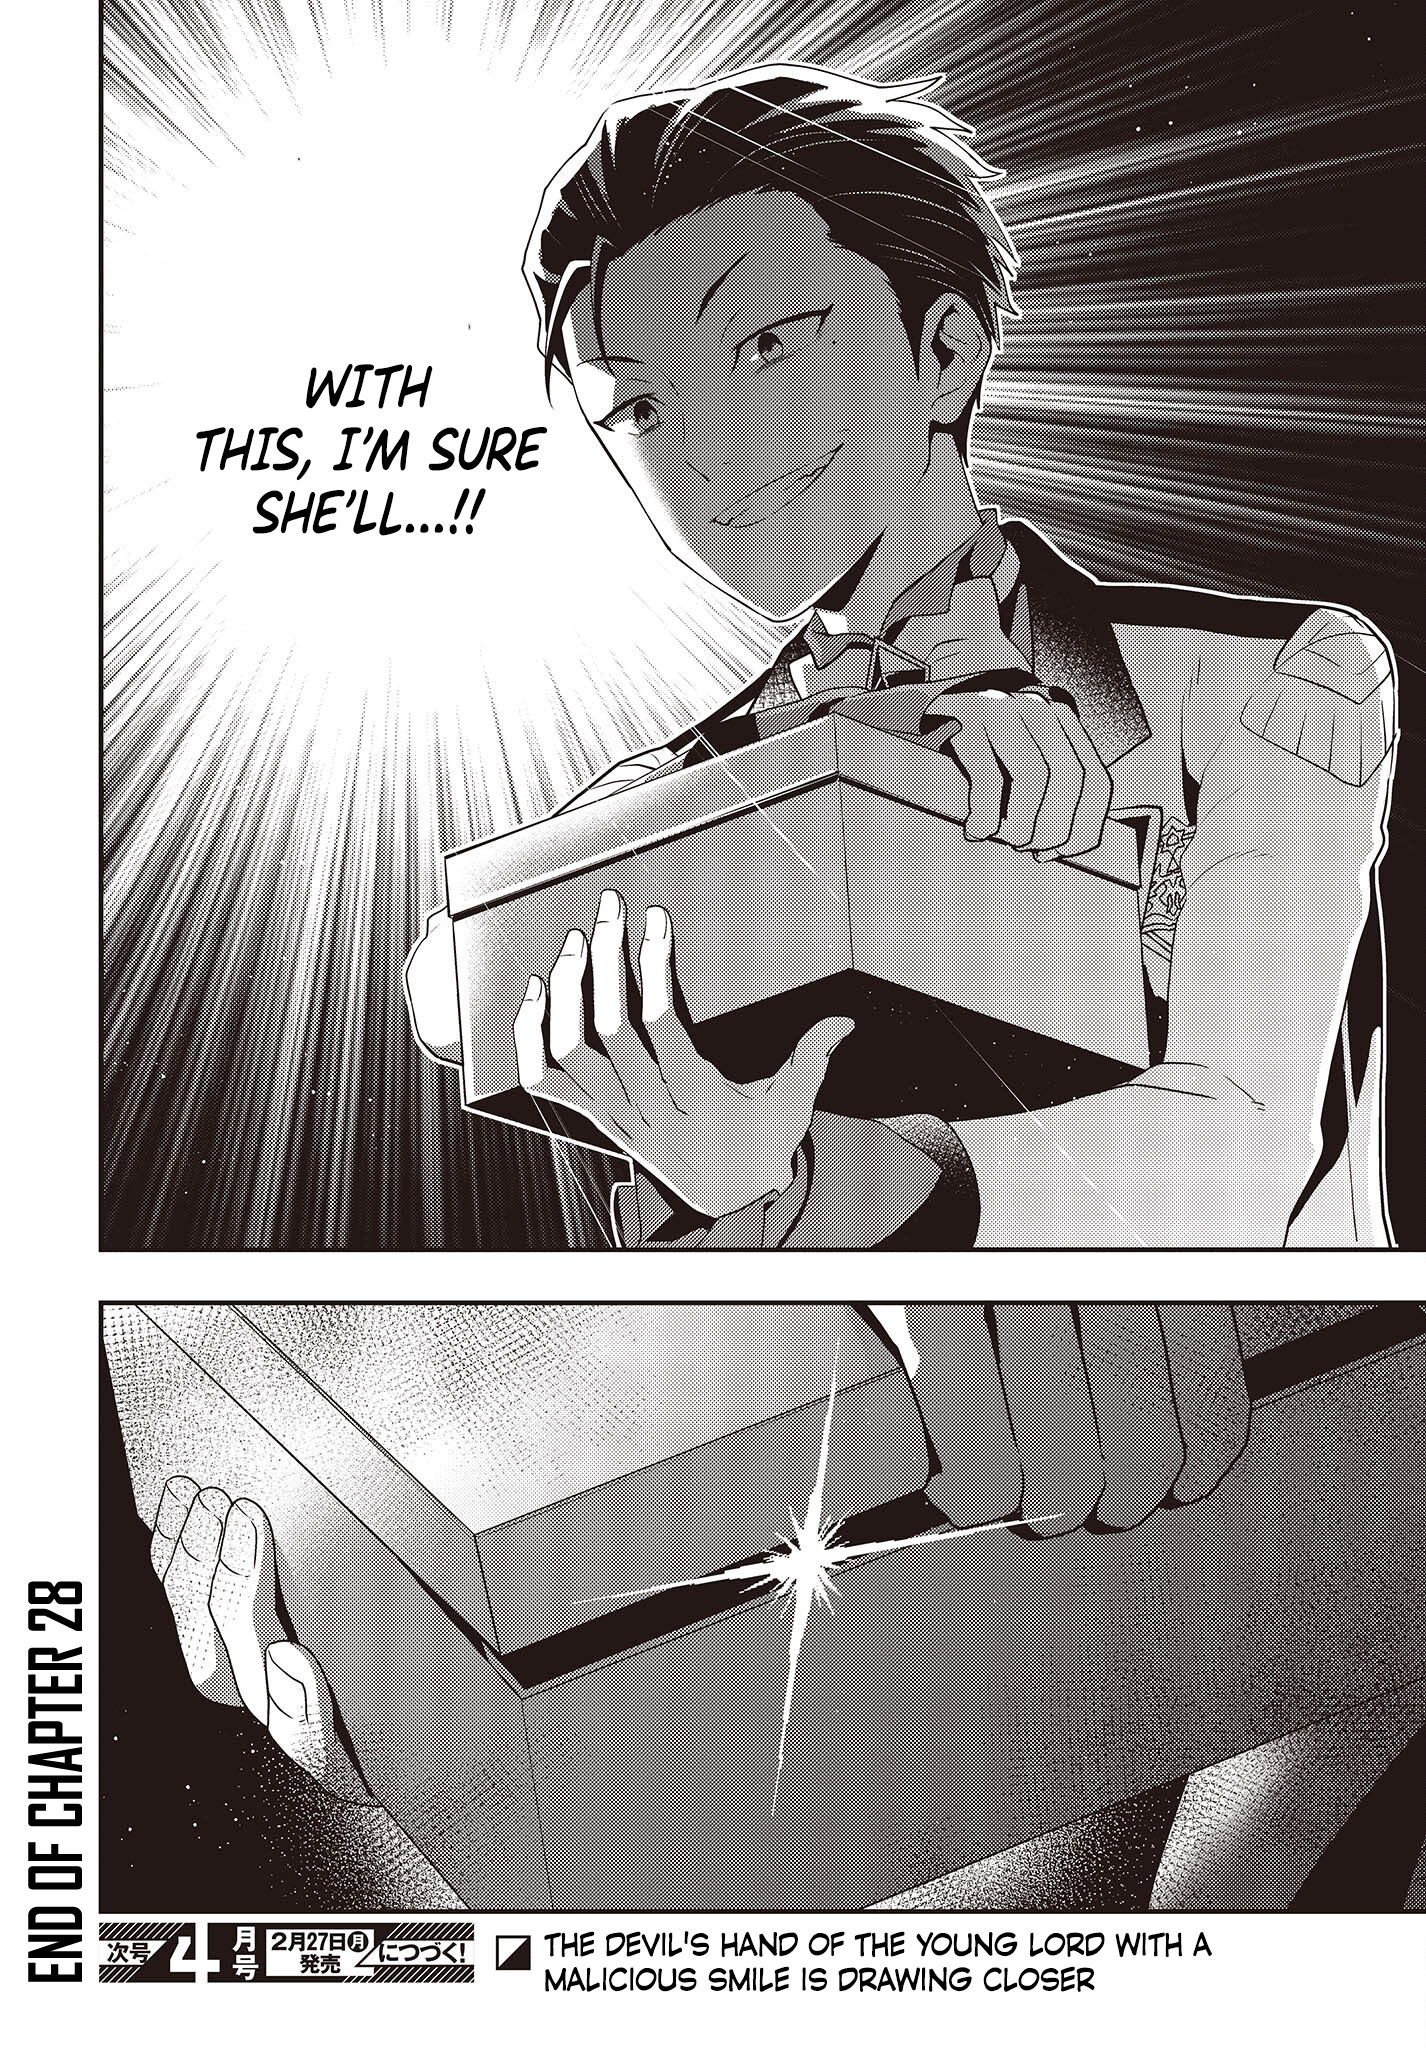 WITH
THIS, I'M SURE
SHE'LL...!!
END OF CHAPTER 28
次号4月号 2月27日(月)発売 につづく!
THE DEVIL'S HAND OF THE YOUNG LORD WITH A
MALICIOUS SMILE IS DRAWING CLOSER